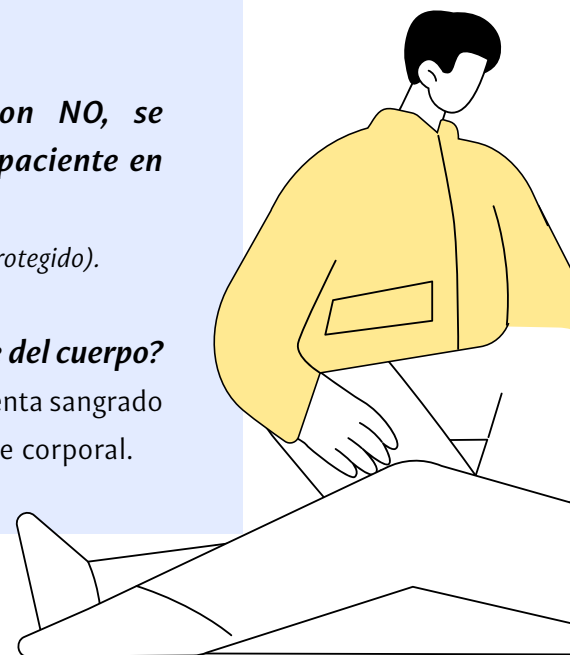 on NO, se
paciente en
rotegido).
del cuerpo?
enta sangrado
e corporal.